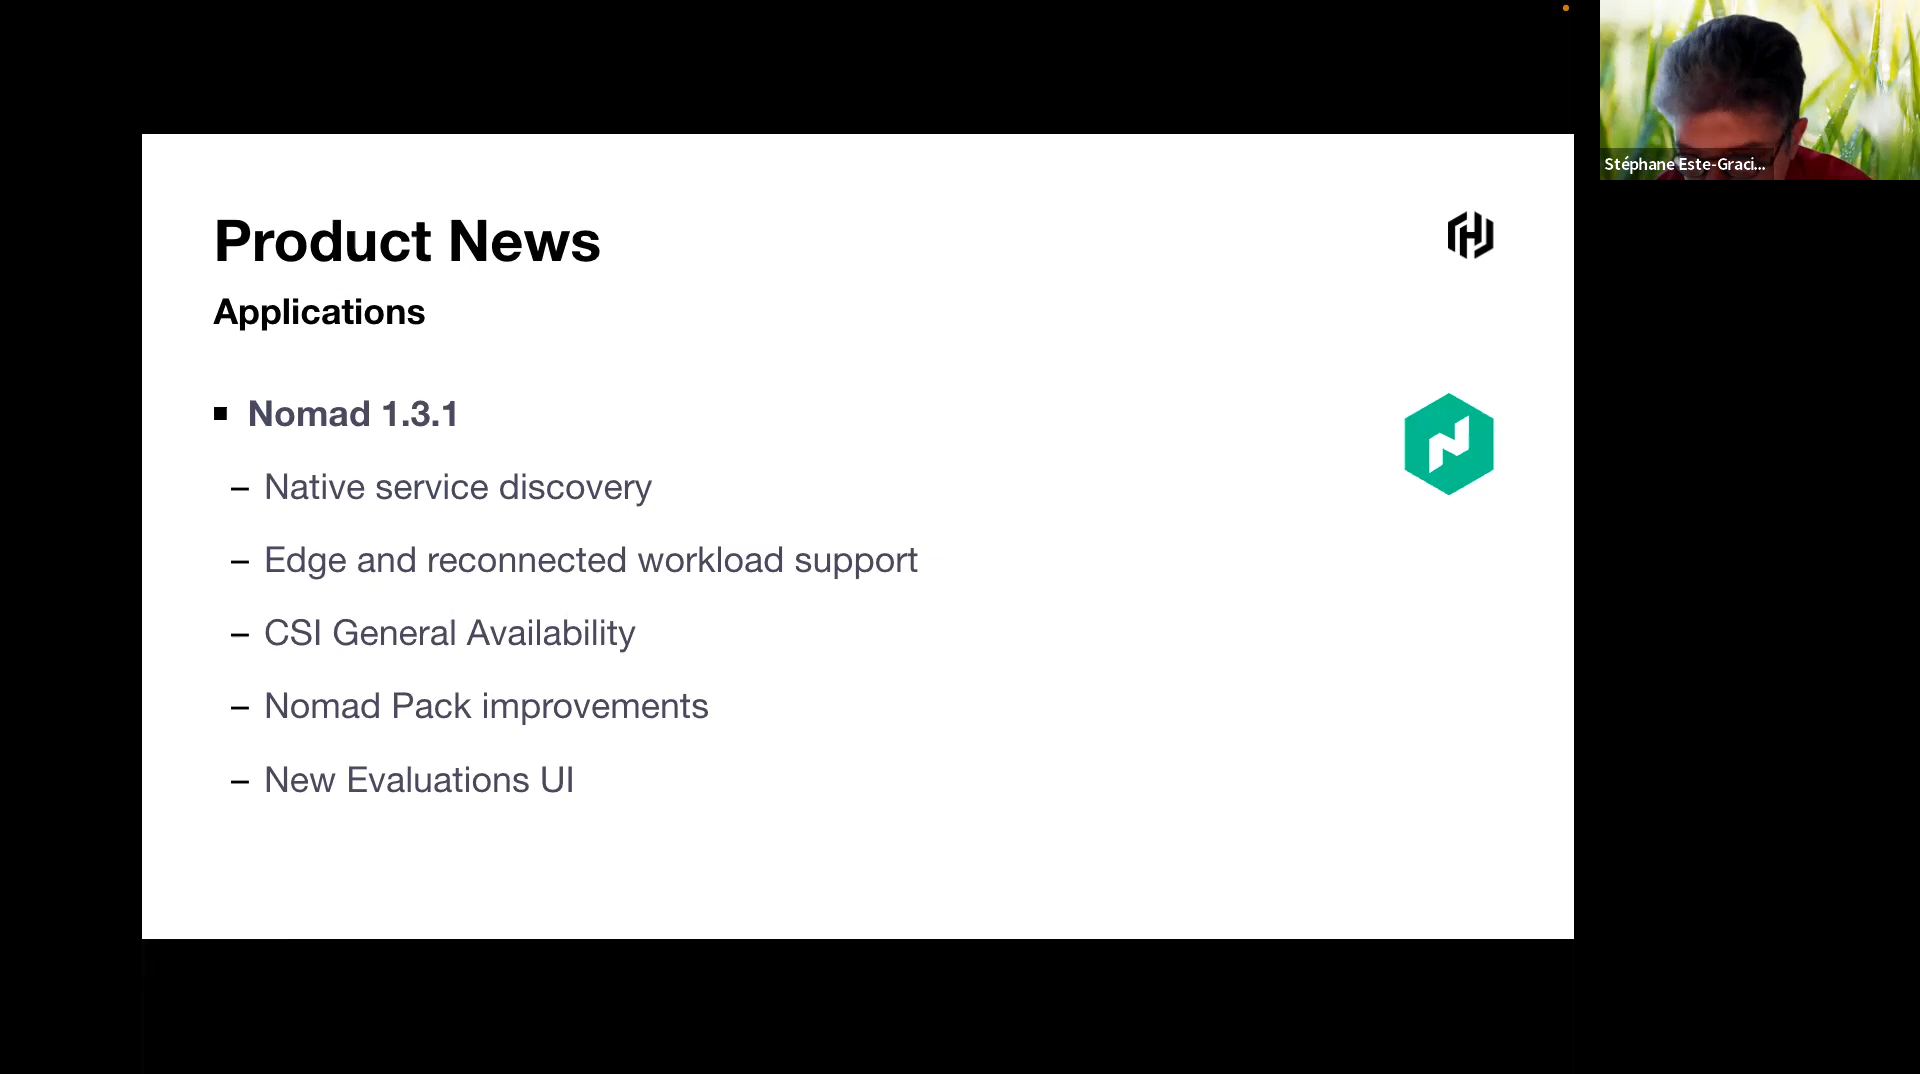 Product News
Applications
▪ Nomad 1.3.1
– Native service discovery
– Edge and reconnected workload support
– CSI General Availability
– Nomad Pack improvements
– New Evaluations UI
Stéphane Este-Graci...